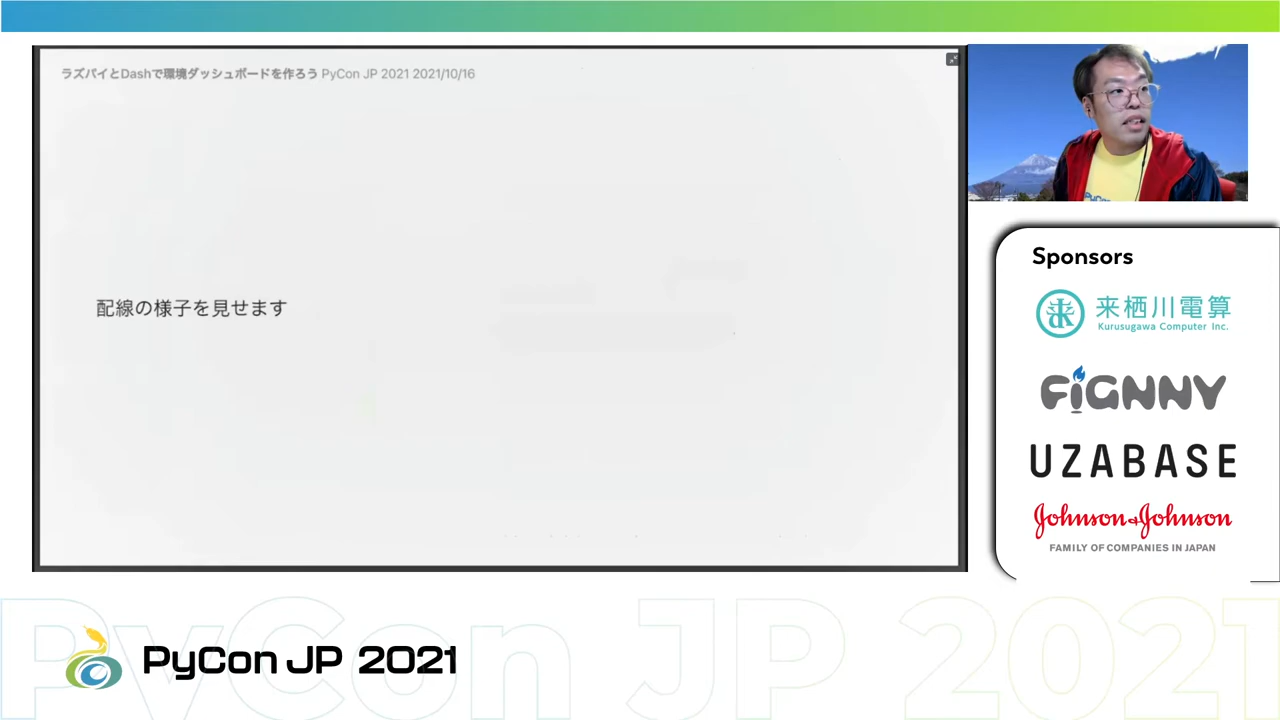 ラズパイとDashで環境ダッシュボードを作ろう PyCon JP 2021 2021/10/16
配線の様子を見せます
Sponsors
来栖川電算
Kurusugawa Computer Inc.
FiGNNY
UZABASE
Johnson&Johnson
FAMILY OF COMPANIES IN JAPAN
PyCon JP 2021
PyCon JP 2021